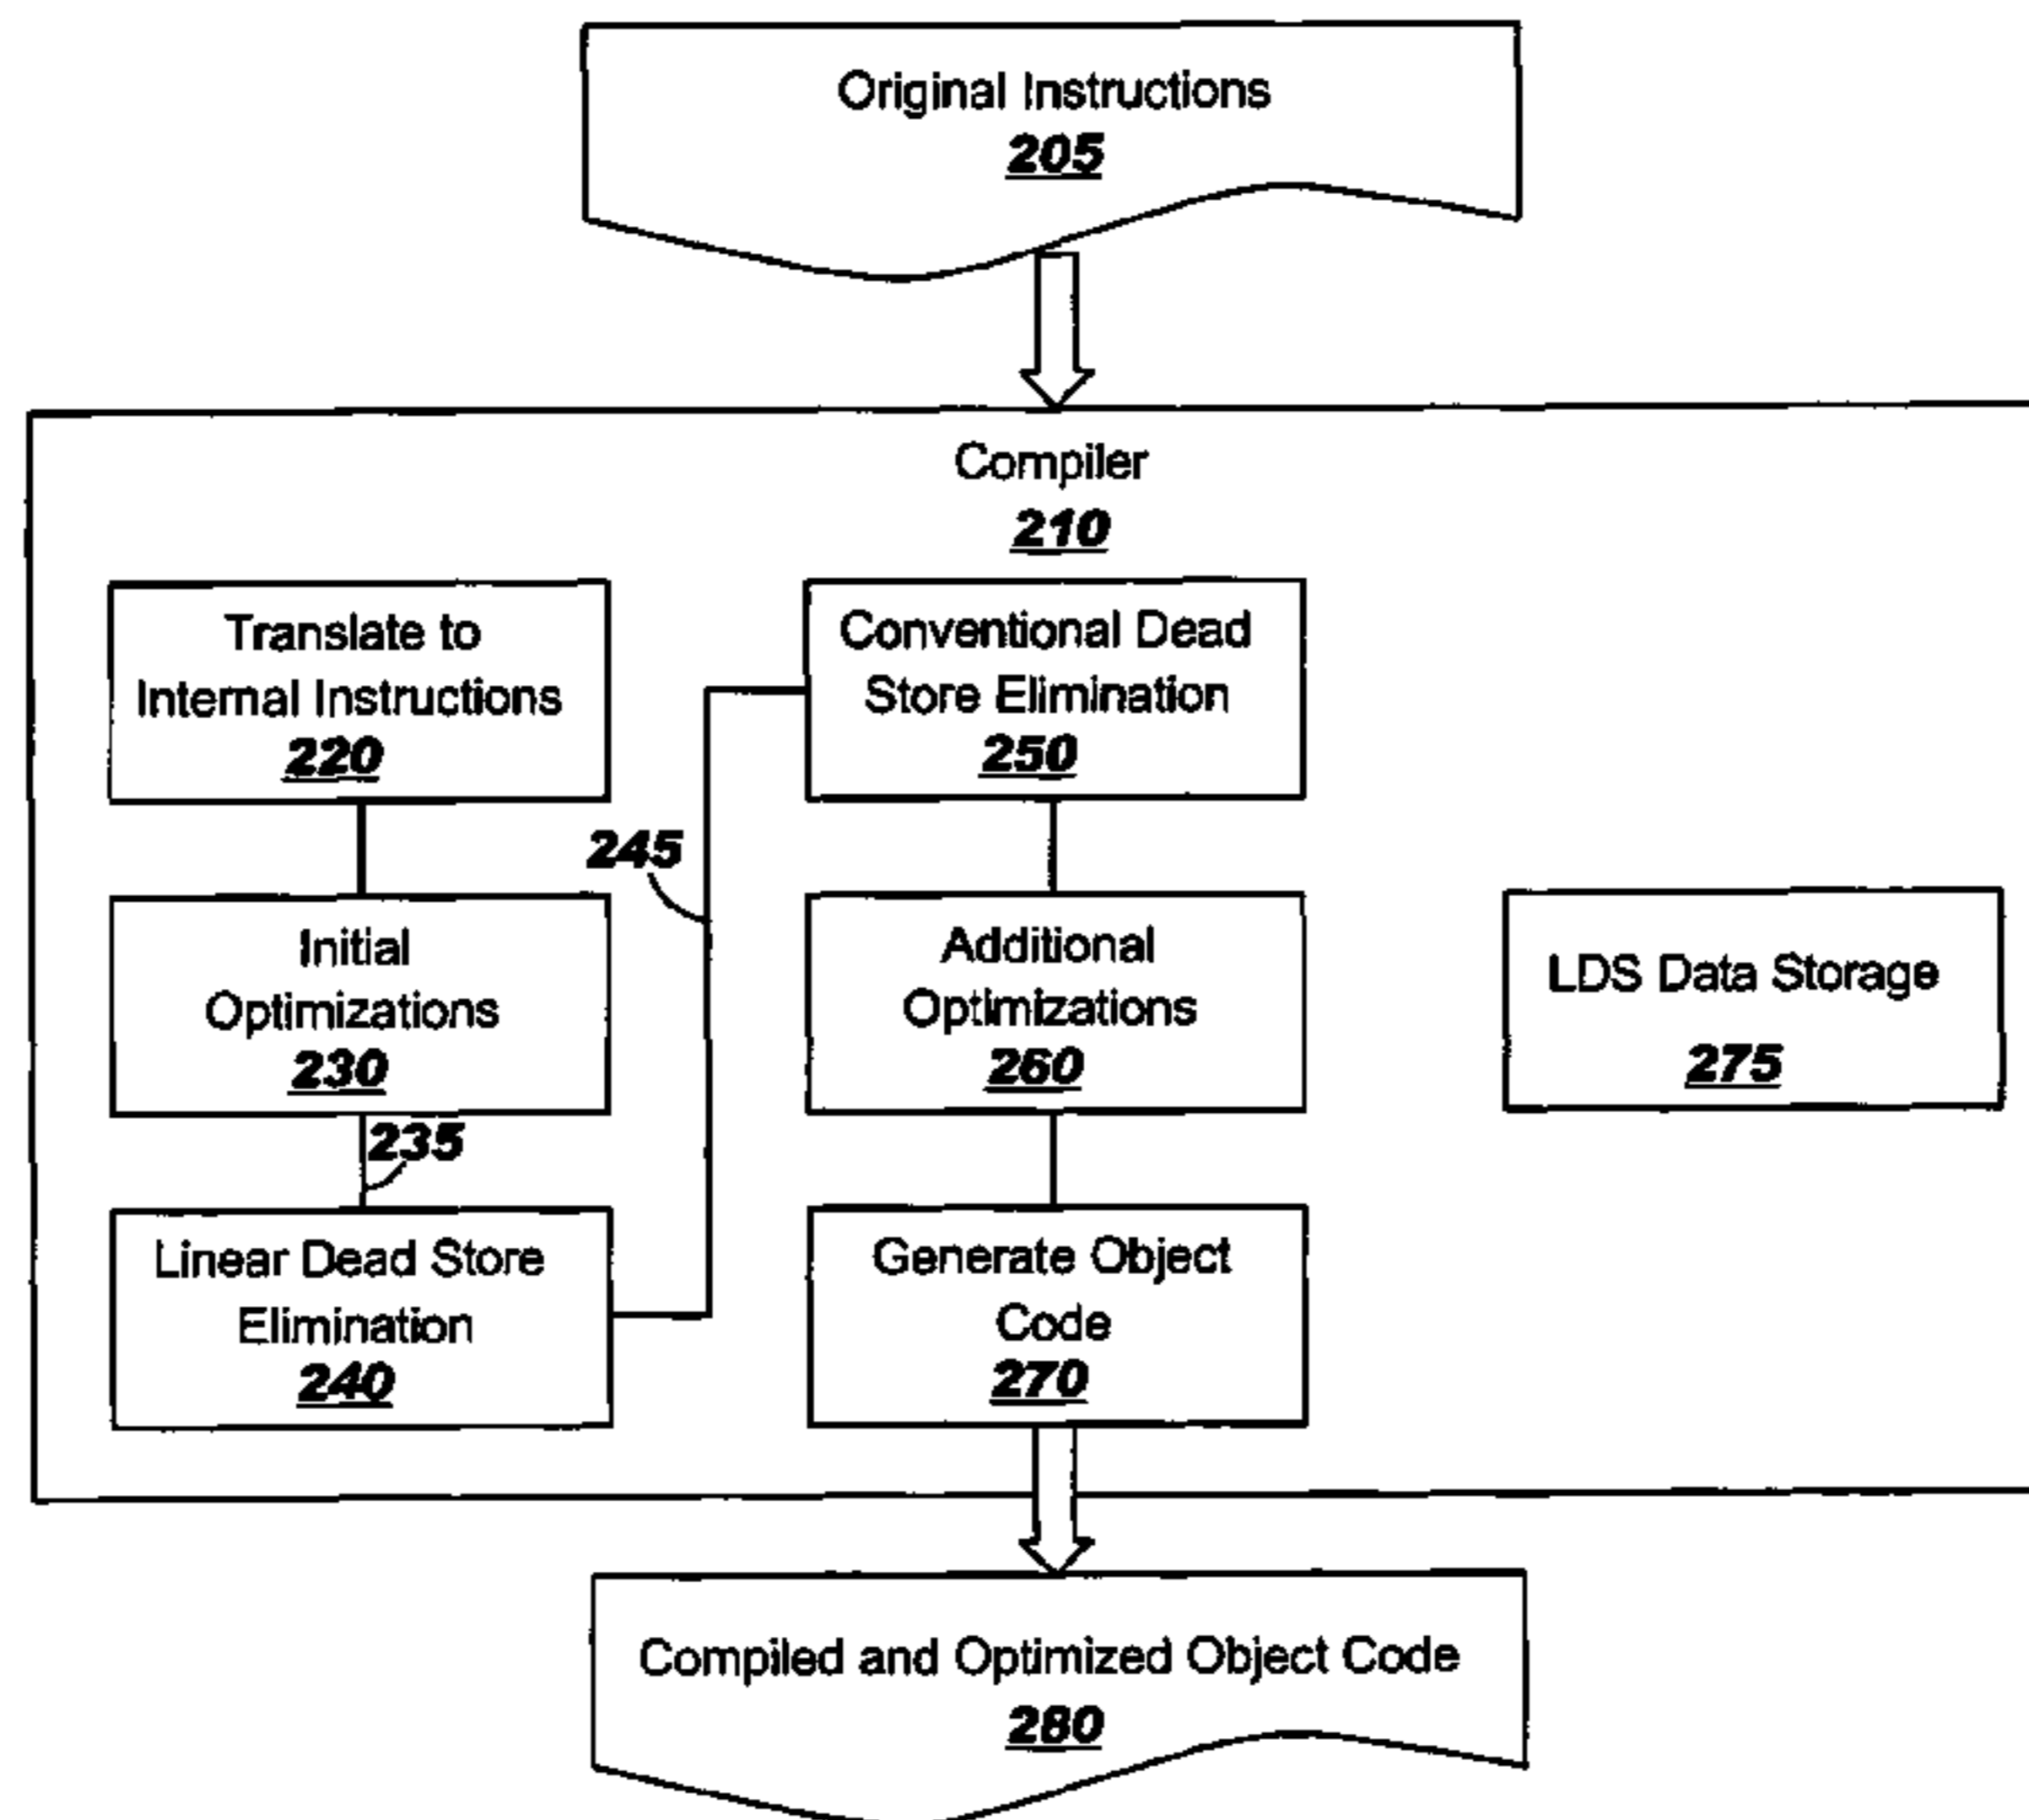 Original Instructions
205
Compiler
210
Translate to
Internal Instructions
220
Initial
Optimizations
230
235
Linear Dead Store
Elimination
240
245
Conventional Dead
Store Elimination
250
Additional
Optimizations
260
Generate Object
Code
270
LDS Data Storage
275
Compiled and Optimized Object Code
280